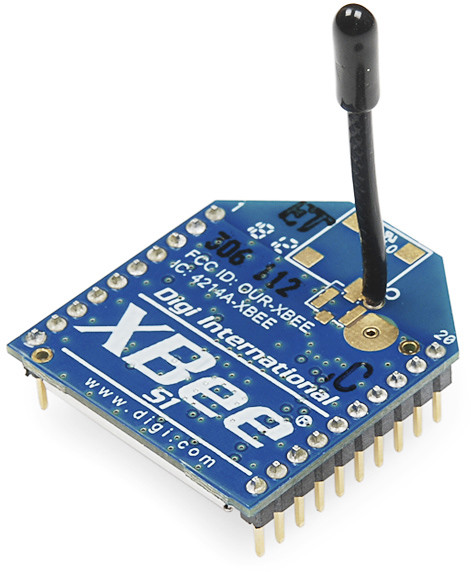 1
ET
812
306 112
FCC ID: OUR-XBEE
IC: 4214A-XBEE
Digi International
XBee®
S1
www.digi.com
C
20